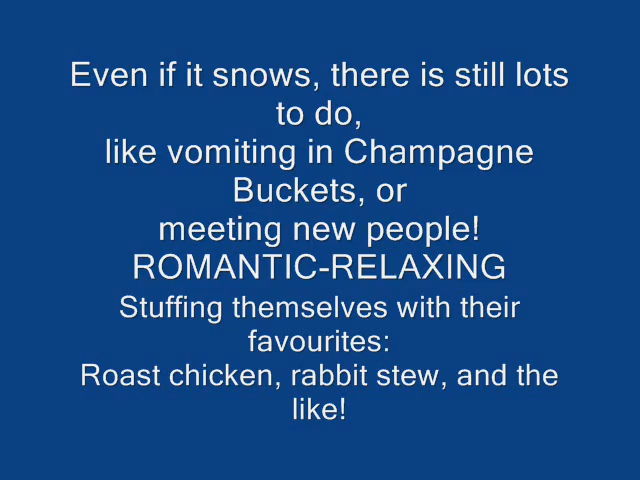 Even if it snows, there is still lots
to do,
like vomiting in Champagne
Buckets, or
meeting new people!
ROMANTIC-RELAXING
Stuffing themselves with their
favourites:
Roast chicken, rabbit stew, and the
like!